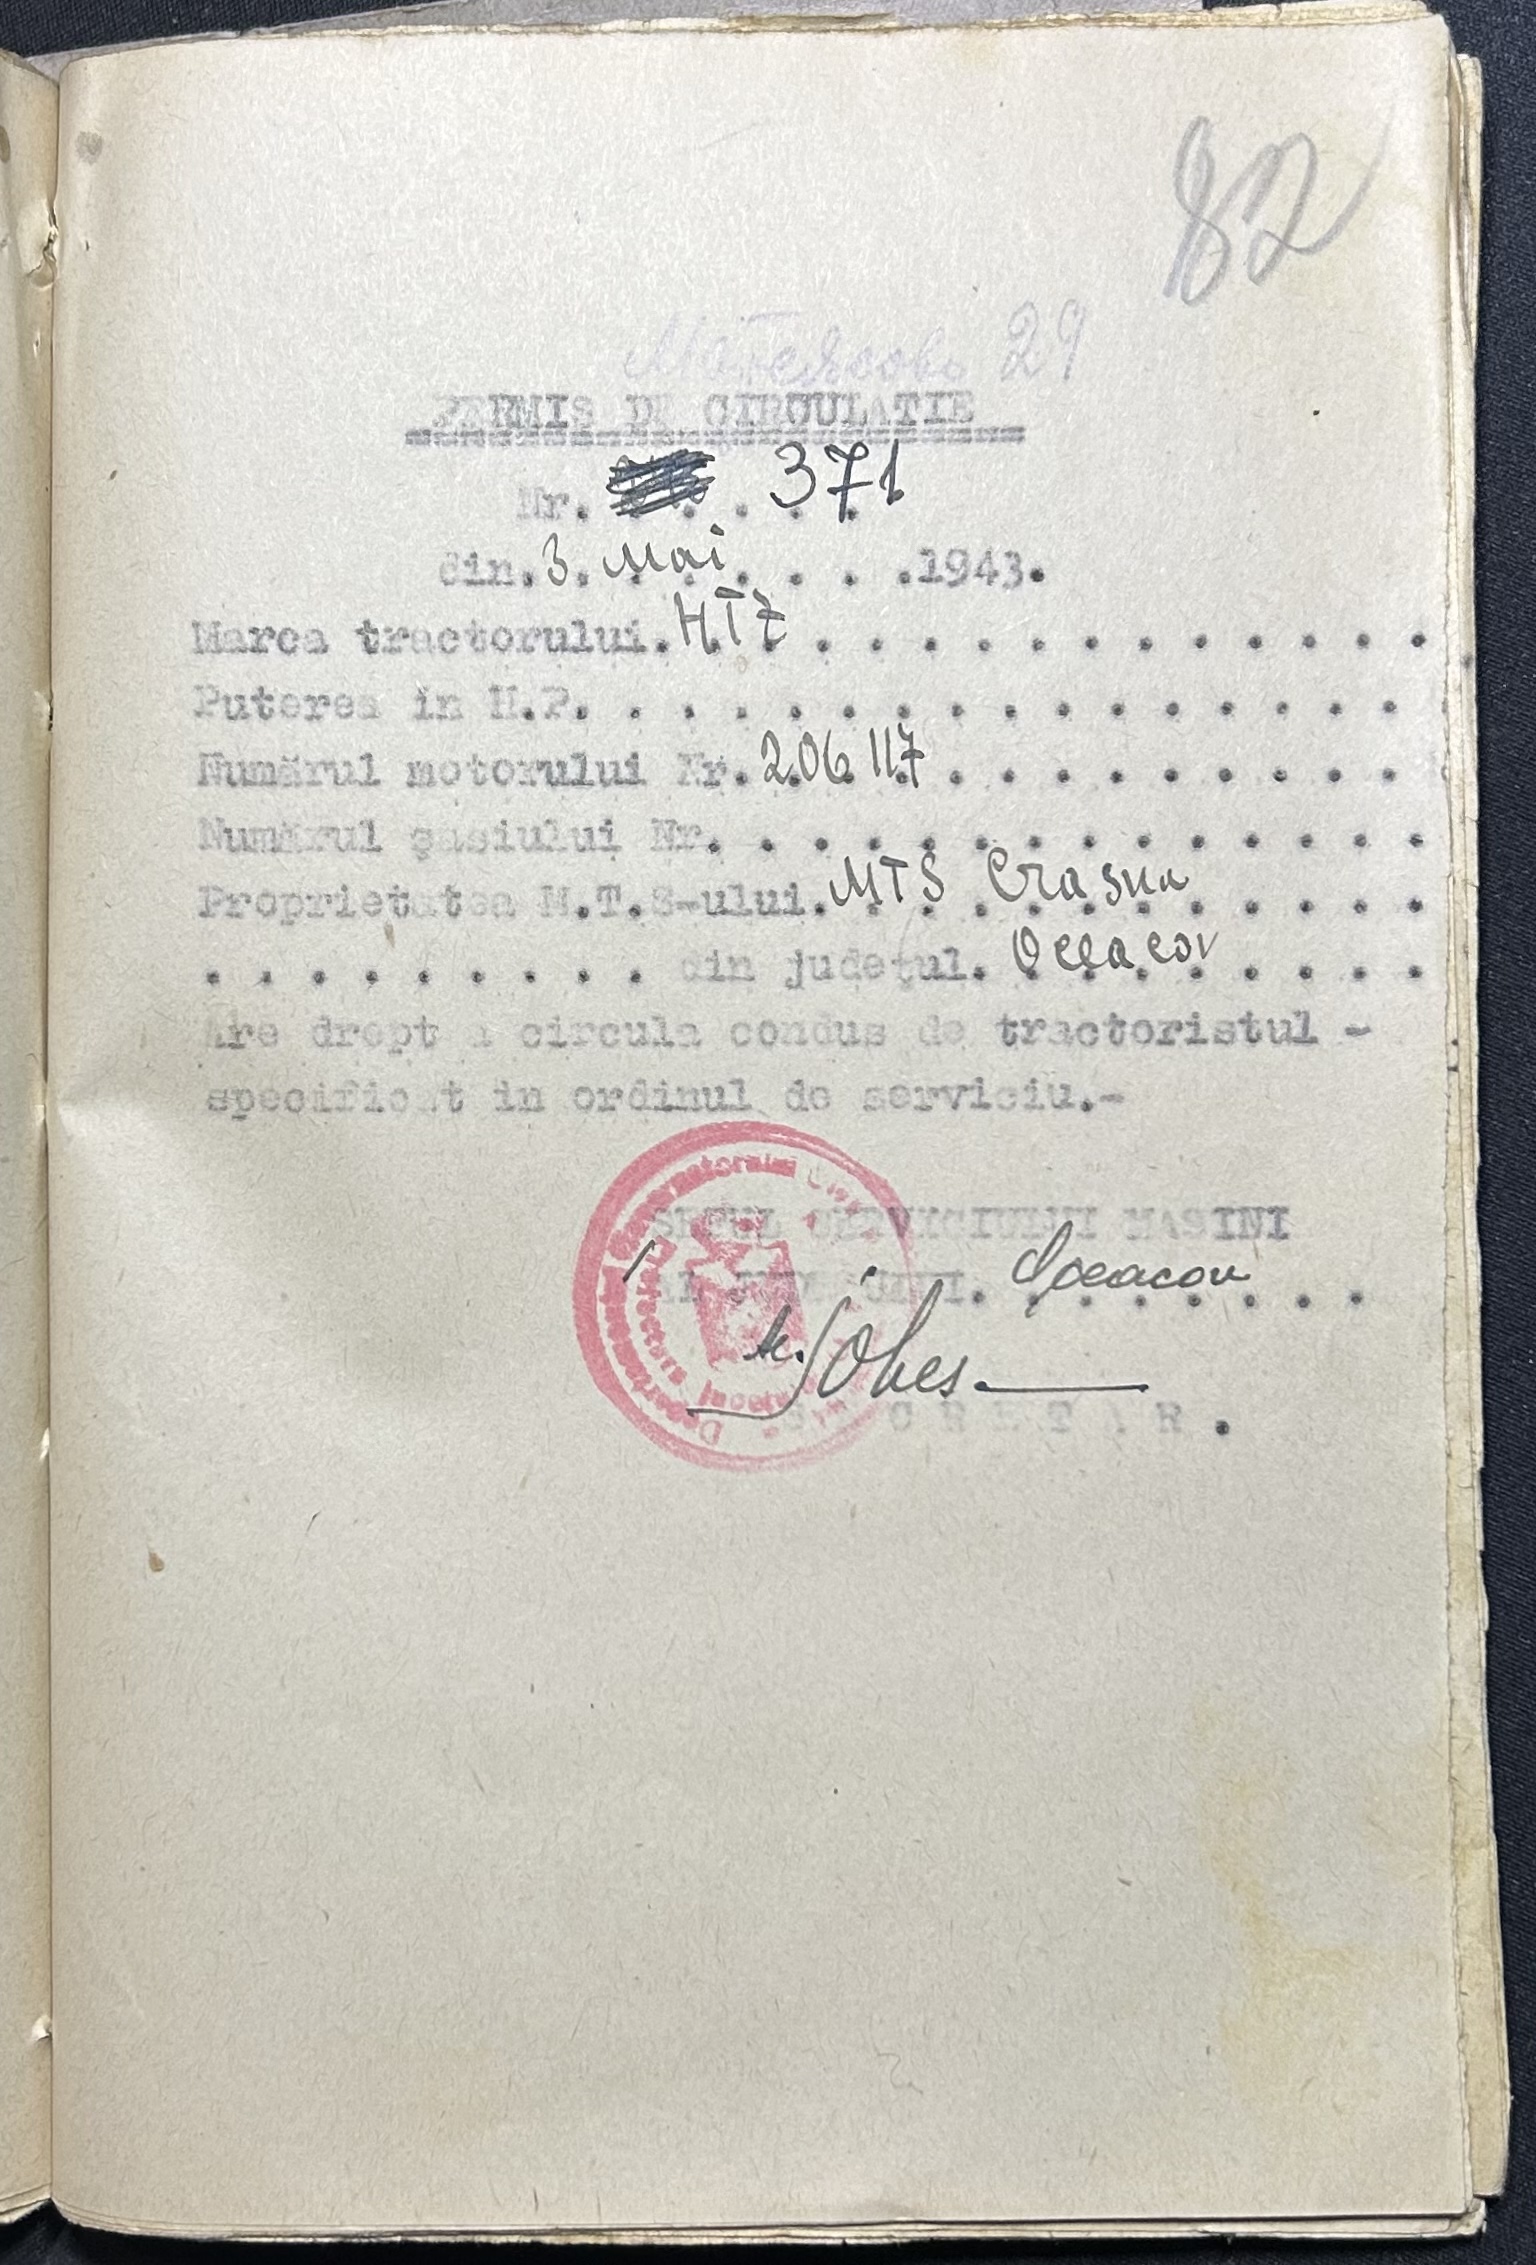 82
29
PERMIS DE CIRCULATIE
Nr. . . . . 371
din. 3. Mai . . . .1943.
Marca tractorului. HTZ . . . . . . . . . . . .
Puterea in H.P. . . . . . . . . . . . . . . .
Numărul motorului Nr. 206117 . . . . . . . . .
Numărul şasiului Nr. . . . . . . . . . . . . .
Proprietatea M.T.S-ului. MTS Crasna . . . .
. . . . . . . . . din judeţul. Oceacov . . . .
Are drept a circula condus de tractoristul -
specificat in ordinul de serviciu.-
SEFUL SERVICIULUI MASINI
AL JUDEŢULUI. Oceacov . .
SECRETAR.
Guvernatorului